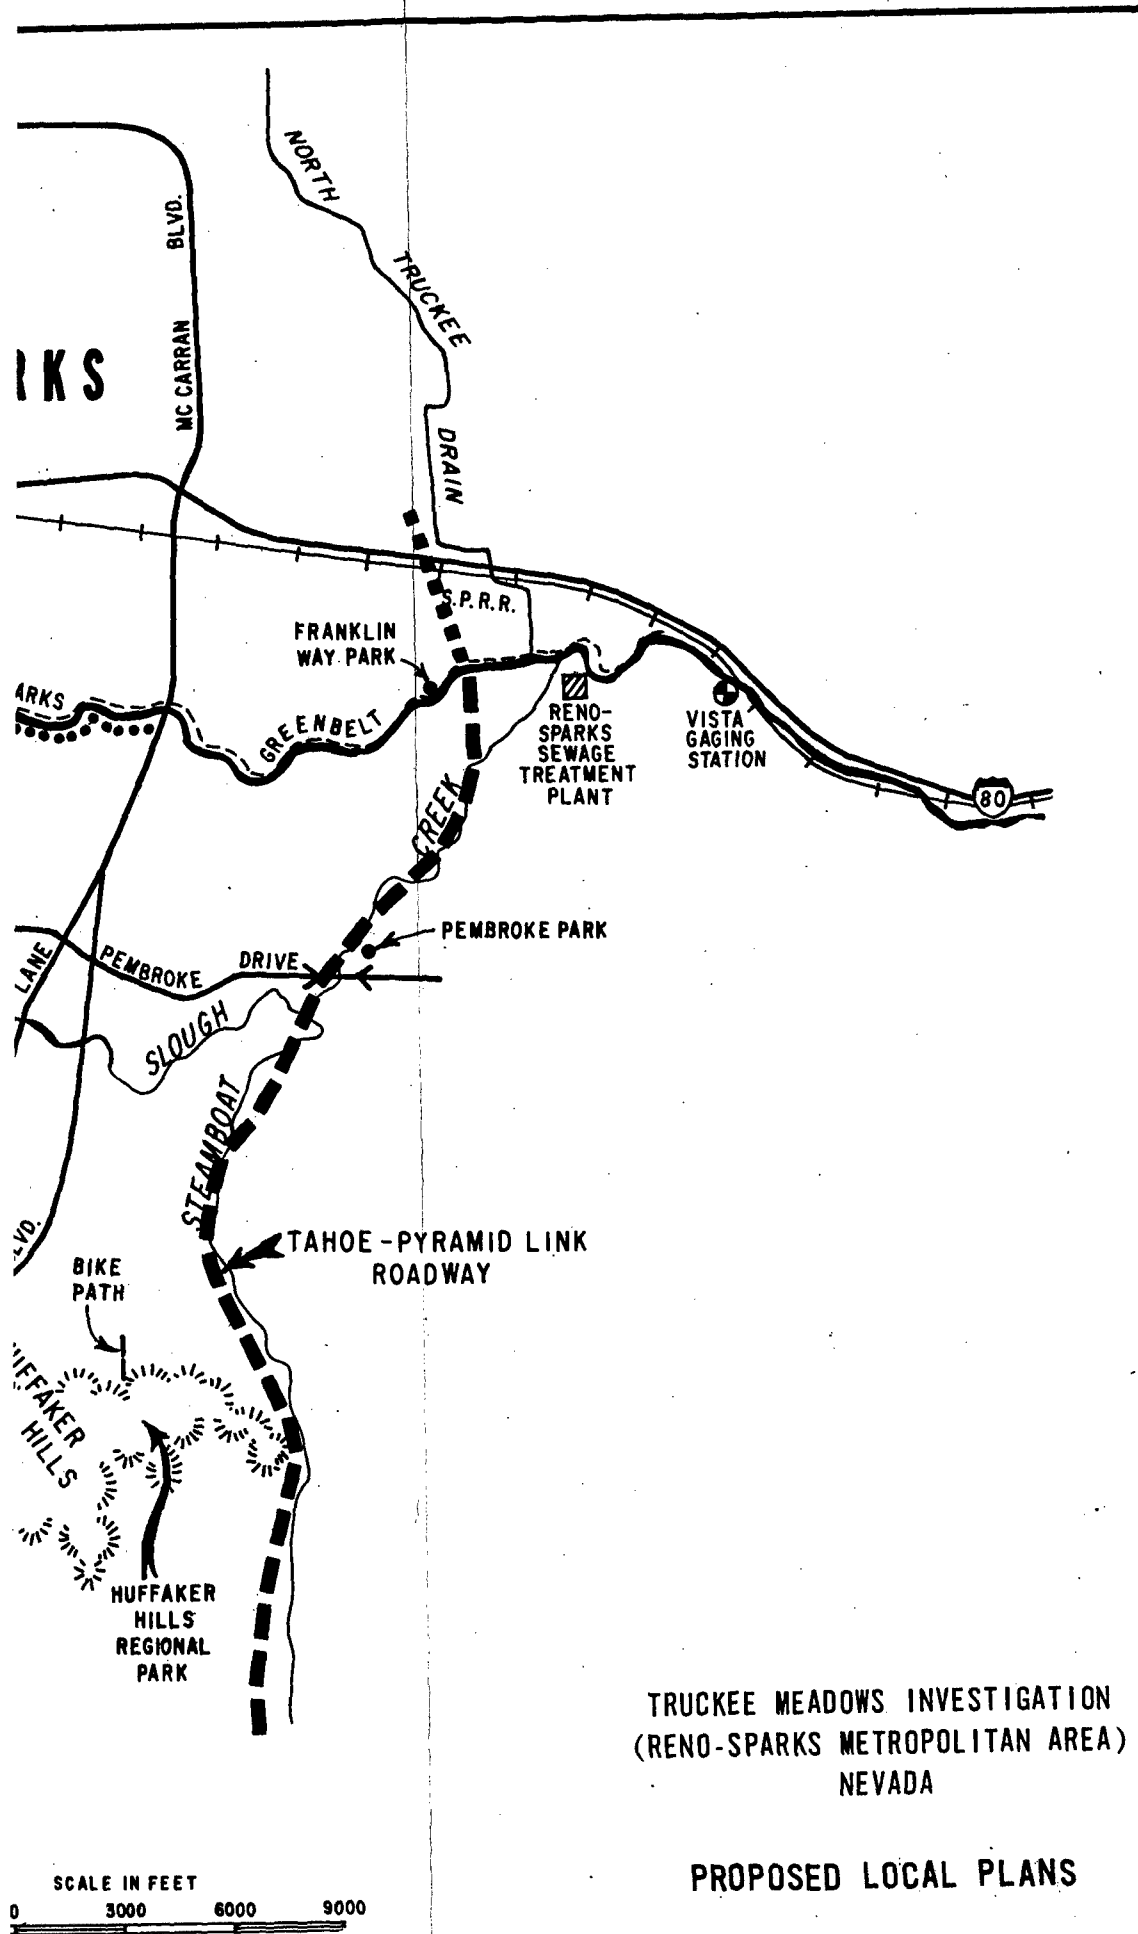 NORTH
TRUCKEE
DRAIN
BLVD.
MC CARRAN
RKS
S.P.R.R.
FRANKLIN
WAY PARK
ARKS
GREENBELT
RENO-
SPARKS
SEWAGE
TREATMENT
PLANT
VISTA
GAGING
STATION
80
CREEK
PEMBROKE PARK
LANE
PEMBROKE DRIVE
SLOUGH
STEAMBOAT
LVD.
TAHOE-PYRAMID LINK
ROADWAY
BIKE
PATH
UFFAKER
HILLS
HUFFAKER
HILLS
REGIONAL
PARK
TRUCKEE MEADOWS INVESTIGATION
(RENO-SPARKS METROPOLITAN AREA)
NEVADA
PROPOSED LOCAL PLANS
SCALE IN FEET
0 3000 6000 9000